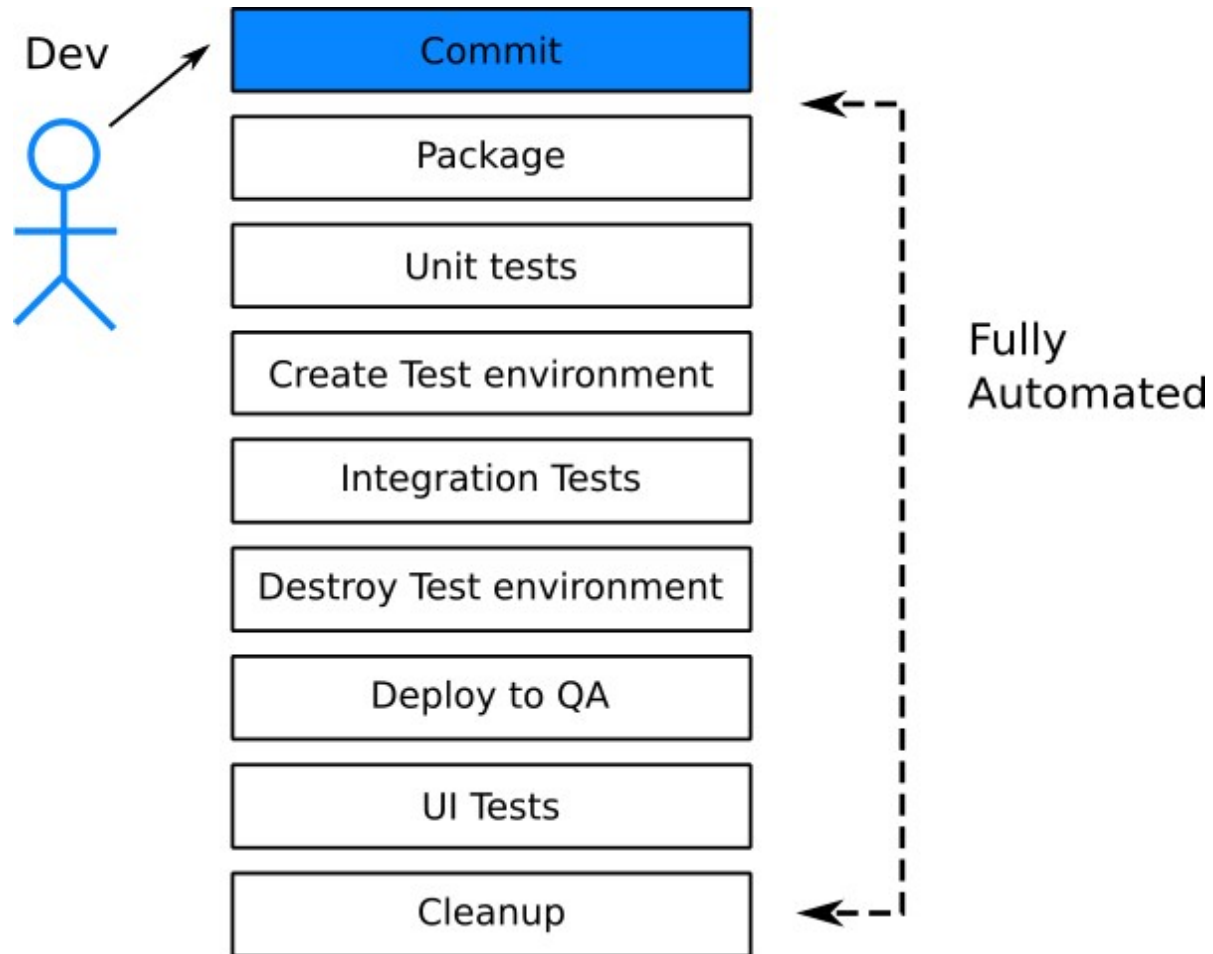 Dev
Commit
Package
Unit tests
Create Test environment
Integration Tests
Destroy Test environment
Deploy to QA
UI Tests
Cleanup
Fully
Automated